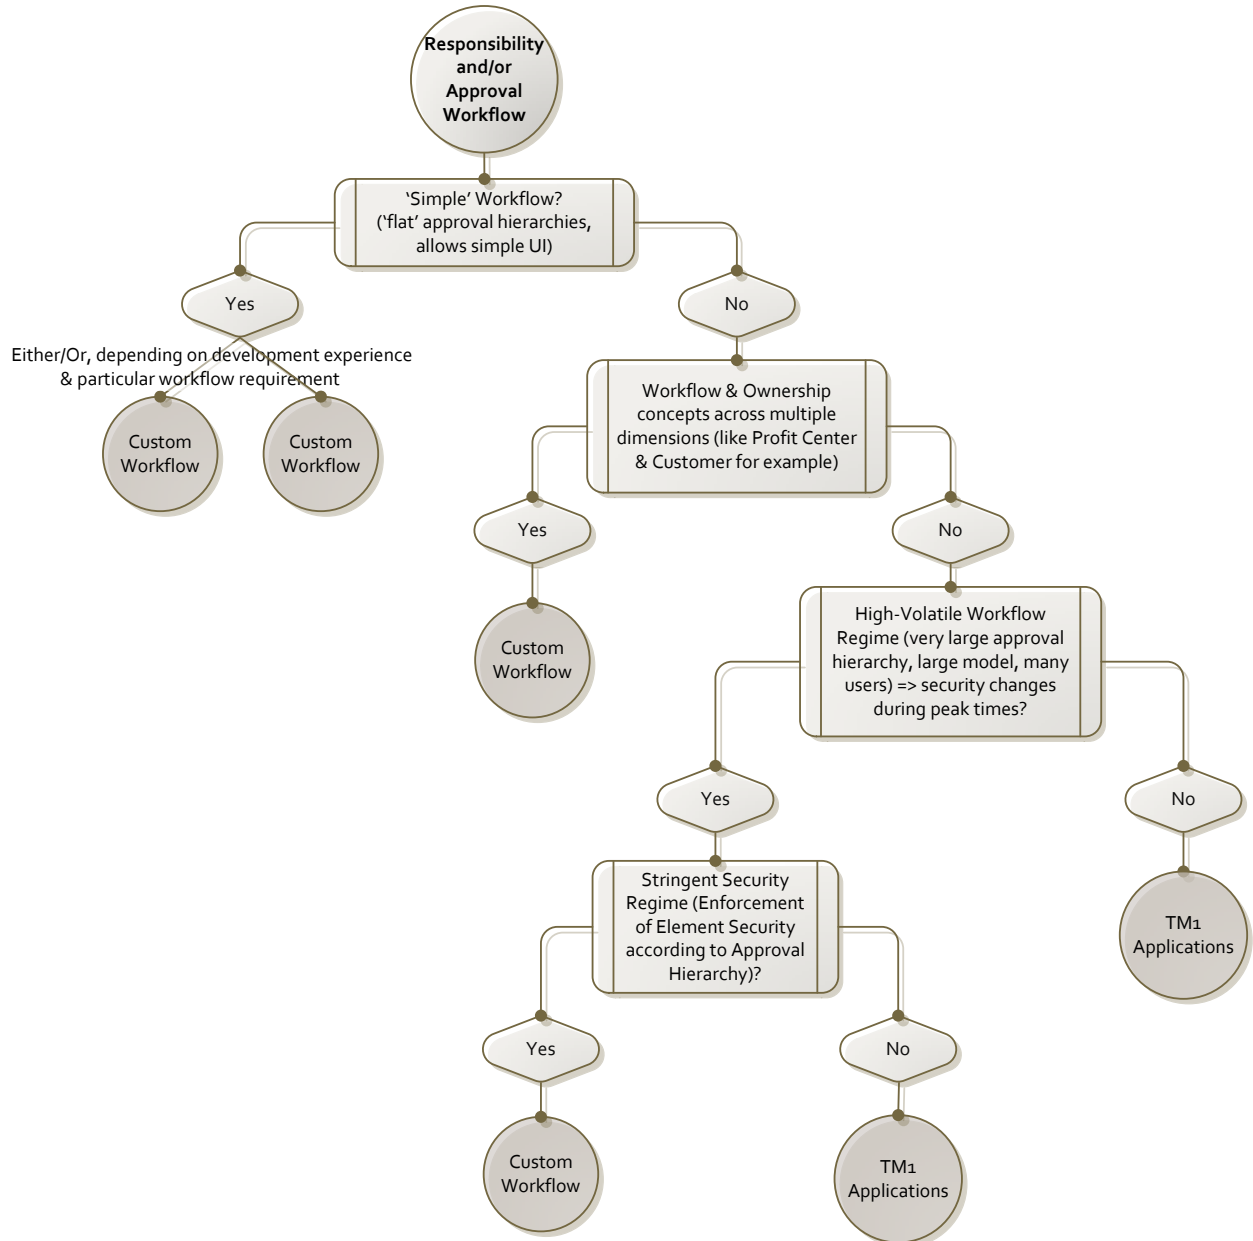 Responsibility
and/or
Approval
Workflow
‘Simple’ Workflow?
(‘flat’ approval hierarchies,
allows simple UI)
Yes
No
Either/Or, depending on development experience
& particular workflow requirement
Custom
Workflow
Custom
Workflow
Workflow & Ownership
concepts across multiple
dimensions (like Profit Center
& Customer for example)
Yes
No
Custom
Workflow
High-Volatile Workflow
Regime (very large approval
hierarchy, large model, many
users) => security changes
during peak times?
Yes
No
Stringent Security
Regime (Enforcement
of Element Security
according to Approval
Hierarchy)?
TM1
Applications
Yes
No
Custom
Workflow
TM1
Applications